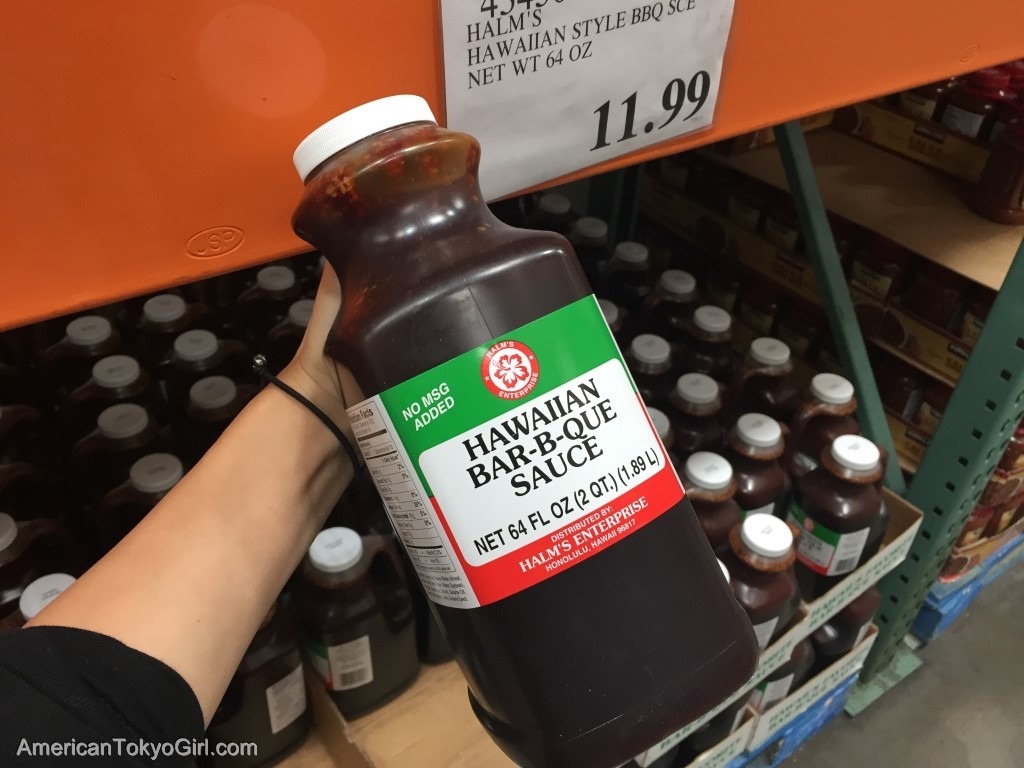 HALM'S
HAWAIIAN STYLE BBQ SCE
NET WT 64 OZ
11.99
JSP
HALM'S
ENTERPRISE
NO MSG
ADDED
HAWAIIAN
BAR-B-QUE
SAUCE
NET 64 FL OZ (2 QT.) (1.89 L)
DISTRIBUTED BY:
HALM'S ENTERPRISE
HONOLULU, HAWAII 96817
AmericanTokyoGirl.com